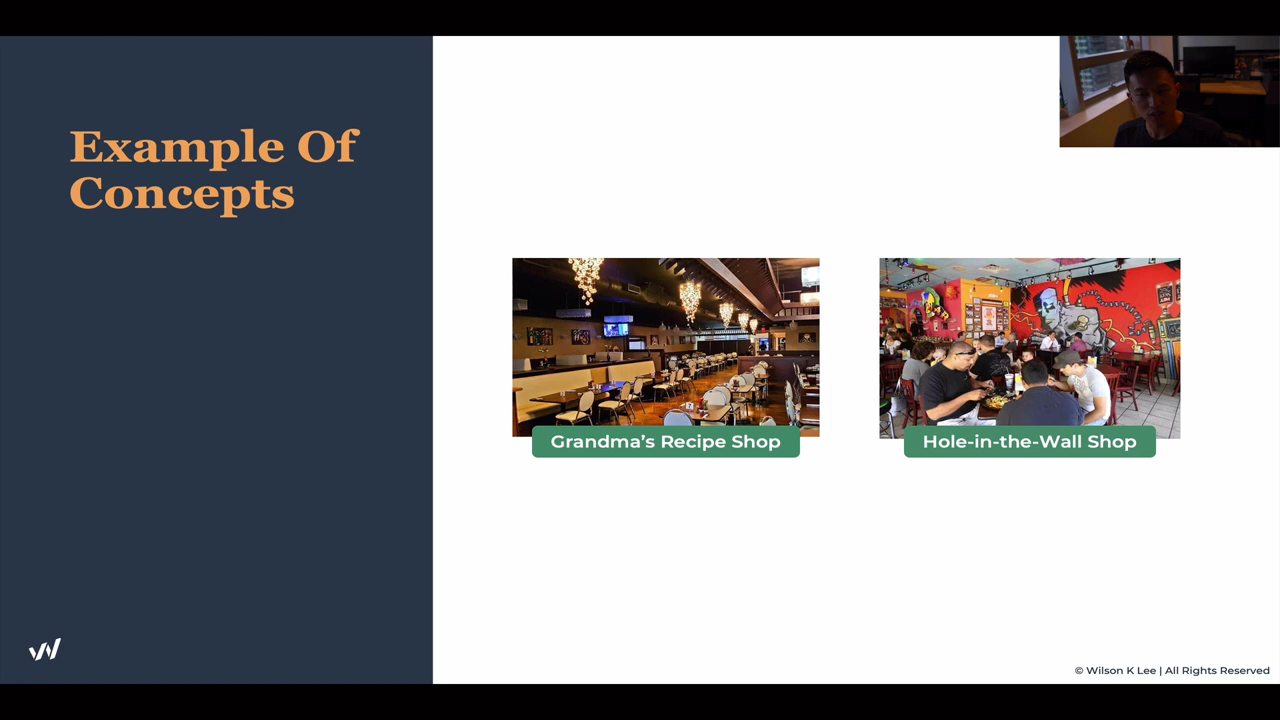 Example Of
Concepts
Grandma's Recipe Shop
Hole-in-the-Wall Shop
© Wilson K Lee | All Rights Reserved